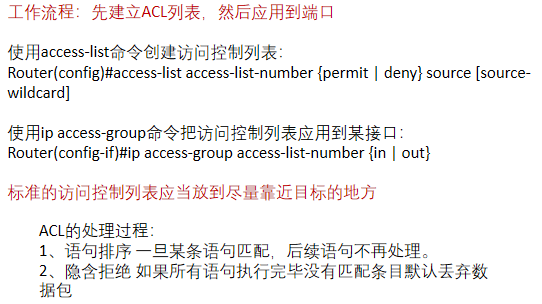 工作流程：先建立ACL列表，然后应用到端口
使用access-list命令创建访问控制列表：
Router(config)#access-list access-list-number {permit | deny} source [source-
wildcard]
使用ip access-group命令把访问控制列表应用到某接口：
Router(config-if)#ip access-group access-list-number {in | out}
标准的访问控制列表应当放到尽量靠近目标的地方
ACL的处理过程：
1、语句排序 一旦某条语句匹配，后续语句不再处理。
2、隐含拒绝 如果所有语句执行完毕没有匹配条目默认丢弃数
据包